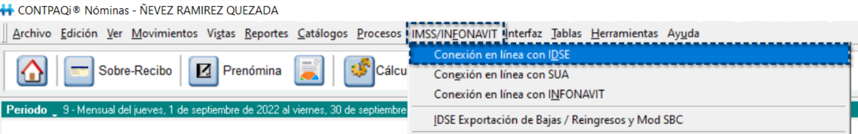 CONTPAQi® Nóminas - ÑEVEZ RAMIREZ QUEZADA
Archivo Edición Ver Movimientos Vistas Reportes Catálogos Procesos IMSS/INFONAVIT Interfaz Tablas Herramientas Ayuda
Conexión en línea con IDSE
Sobre-Recibo Prenómina Cálcu
Conexión en línea con SUA
Conexión en línea con INFONAVIT
Periodo 9 - Mensual del jueves, 1 de septiembre de 2022 al viernes, 30 de septiembre
IDSE Exportación de Bajas / Reingresos y Mod SBC